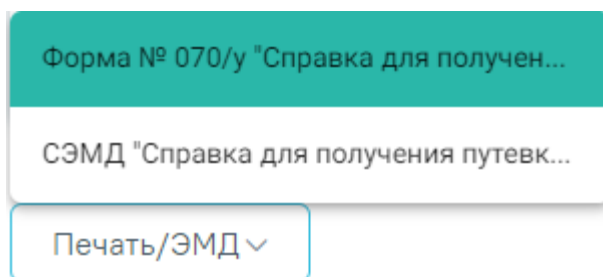 Форма № 070/у "Справка для получен...
СЭМД "Справка для получения путевк...
Печать/ЭМД